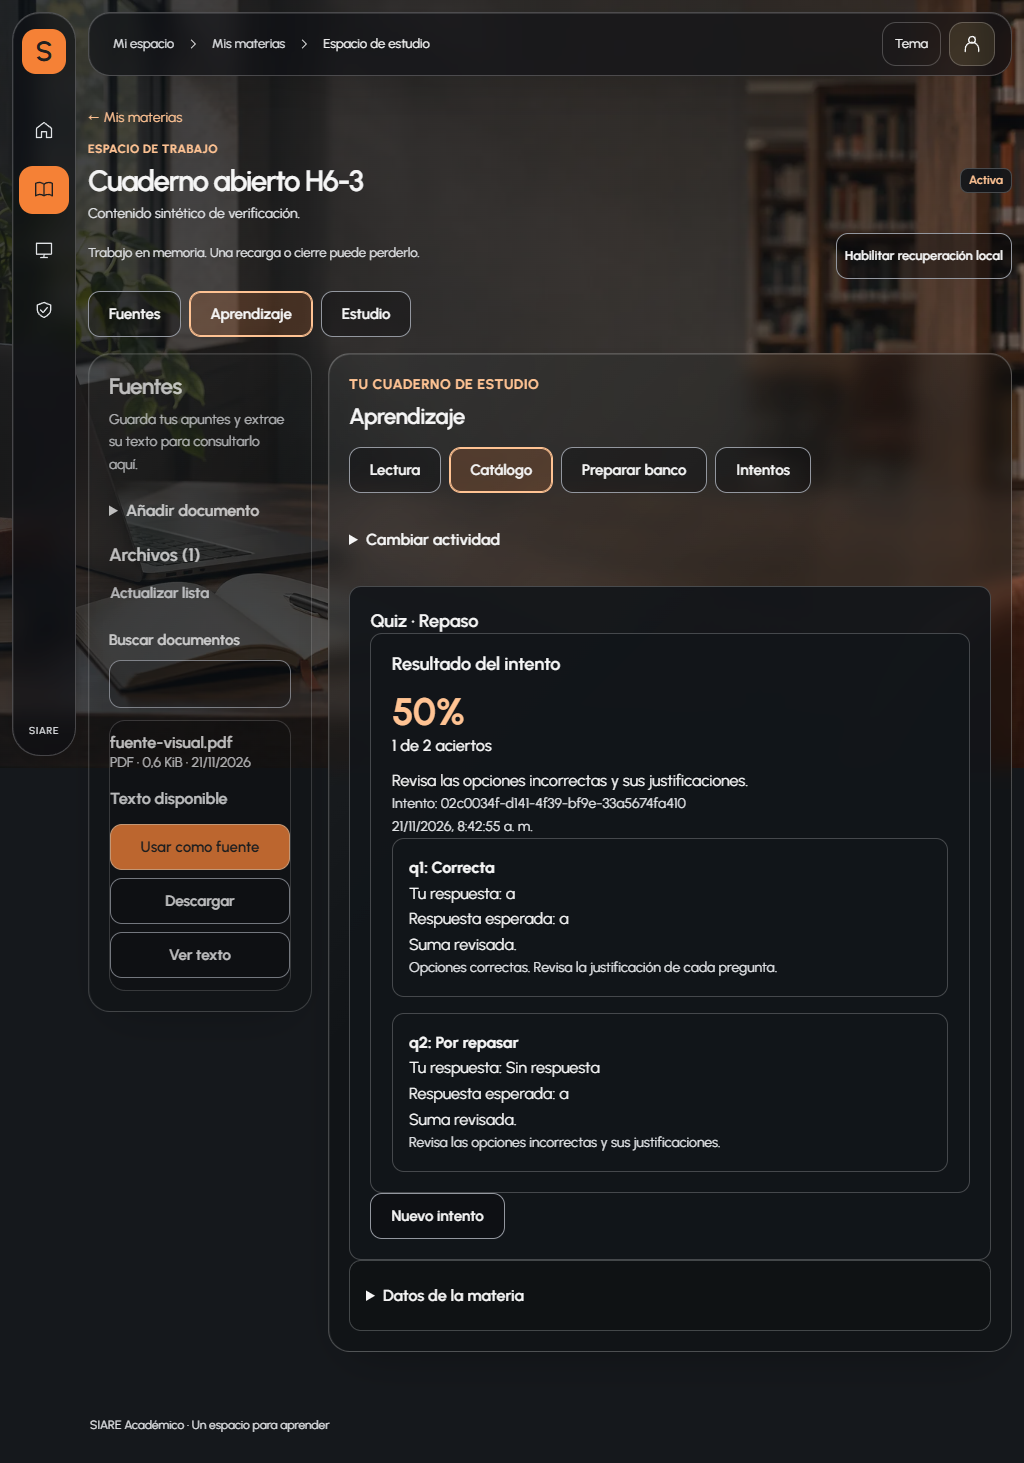 S
Mi espacio > Mis materias > Espacio de estudio
Tema
← Mis materias
ESPACIO DE TRABAJO
Cuaderno abierto H6-3
Activa
Contenido sintético de verificación.
Trabajo en memoria. Una recarga o cierre puede perderlo.
Habilitar recuperación local
Fuentes
Aprendizaje
Estudio
Fuentes
Guarda tus apuntes y extrae
su texto para consultarlo
aquí.
▶ Añadir documento
Archivos (1)
Actualizar lista
Buscar documentos
fuente-visual.pdf
PDF · 0,6 KiB · 21/11/2026
Texto disponible
Usar como fuente
Descargar
Ver texto
TU CUADERNO DE ESTUDIO
Aprendizaje
Lectura
Catálogo
Preparar banco
Intentos
▶ Cambiar actividad
Quiz · Repaso
Resultado del intento
50%
1 de 2 aciertos
Revisa las opciones incorrectas y sus justificaciones.
Intento: 02c0034f-d141-4f39-bf9e-33a5674fa410
21/11/2026, 8:42:55 a. m.
q1: Correcta
Tu respuesta: a
Respuesta esperada: a
Suma revisada.
Opciones correctas. Revisa la justificación de cada pregunta.
q2: Por repasar
Tu respuesta: Sin respuesta
Respuesta esperada: a
Suma revisada.
Revisa las opciones incorrectas y sus justificaciones.
Nuevo intento
▶ Datos de la materia
SIARE
SIARE Académico · Un espacio para aprender